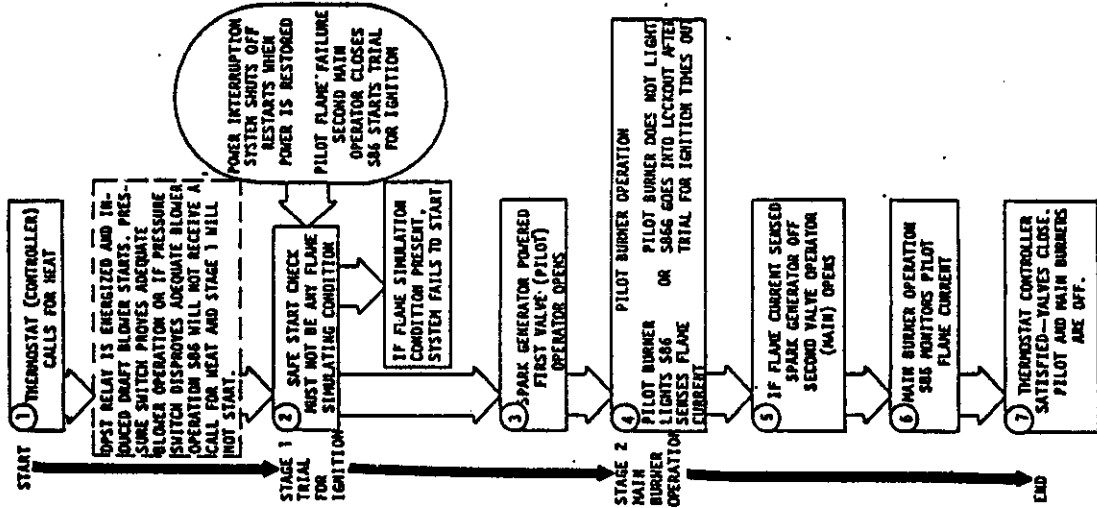 START
1 THERMOSTAT (CONTROLLER)
CALLS FOR HEAT
DPST RELAY IS ENERGIZED AND IN-
DUCED DRAFT BLOWER STARTS. PRES-
SURE SWITCH PROVES ADEQUATE
BLOWER OPERATION OR IF PRESSURE
SWITCH DISPROVES ADEQUATE BLOWER
OPERATION S86 WILL NOT RECEIVE A
CALL FOR HEAT AND STAGE 1 WILL
NOT START.
POWER INTERRUPTION
SYSTEM SHUTS OFF
RESTARTS WHEN
POWER IS RESTORED
PILOT FLAME FAILURE
SECOND MAIN
OPERATOR CLOSES
S86 STARTS TRIAL
FOR IGNITION
STAGE 1
TRIAL
FOR
IGNITION
2 SAFE START CHECK
MUST NOT BE ANY FLAME
SIMULATING CONDITION
IF FLAME SIMULATION
CONDITION PRESENT,
SYSTEM FAILS TO START
3 SPARK GENERATOR POWERED
FIRST VALVE (PILOT)
OPERATOR OPENS
STAGE 2
MAIN
BURNER
OPERATION
4 PILOT BURNER OPERATION
PILOT BURNER
LIGHTS S86
SENSES FLAME
CURRENT
OR
PILOT BURNER DOES NOT LIGHT
S86G GOES INTO LOCKOUT AFTER
TRIAL FOR IGNITION TIMES OUT
5 IF FLAME CURRENT SENSED
SPARK GENERATOR OFF
SECOND VALVE OPERATOR
(MAIN) OPENS
6 MAIN BURNER OPERATION
S86 MONITORS PILOT
FLAME CURRENT
7 THERMOSTAT CONTROLLER
SATISFIED—VALVES CLOSE.
PILOT AND MAIN BURNERS
ARE OFF.
END